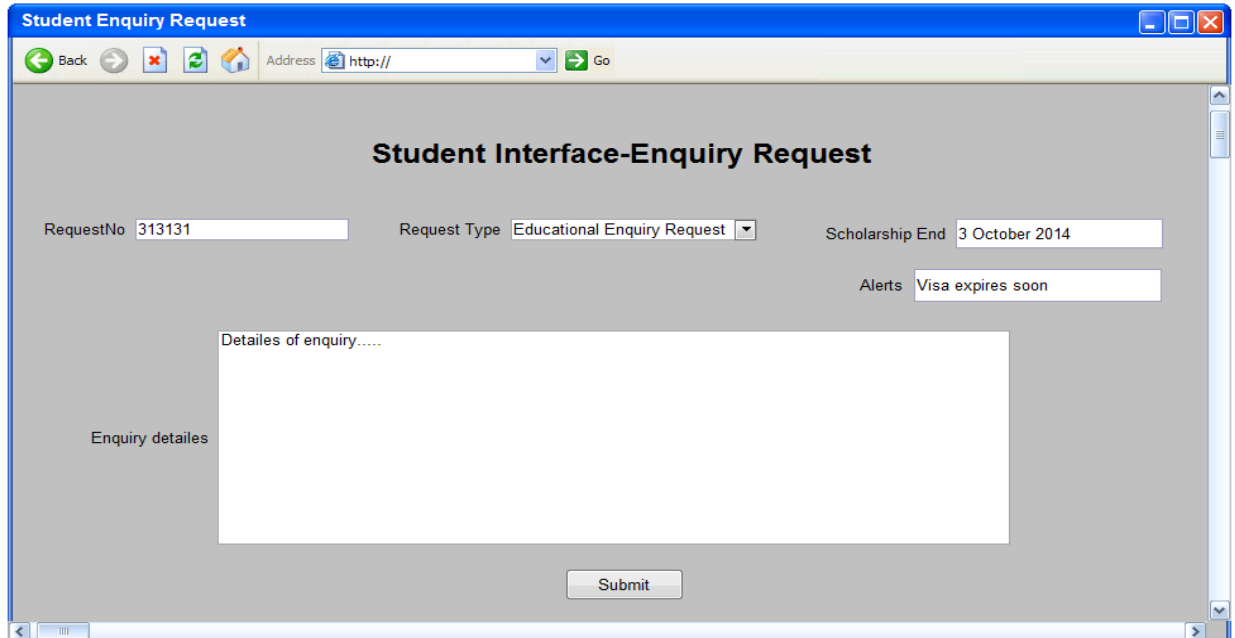 Student Enquiry Request
Back Address http:// Go
Student Interface-Enquiry Request
RequestNo 313131 Request Type Educational Enquiry Request Scholarship End 3 October 2014
Alerts Visa expires soon
Detailes of enquiry.....
Enquiry detailes
Submit